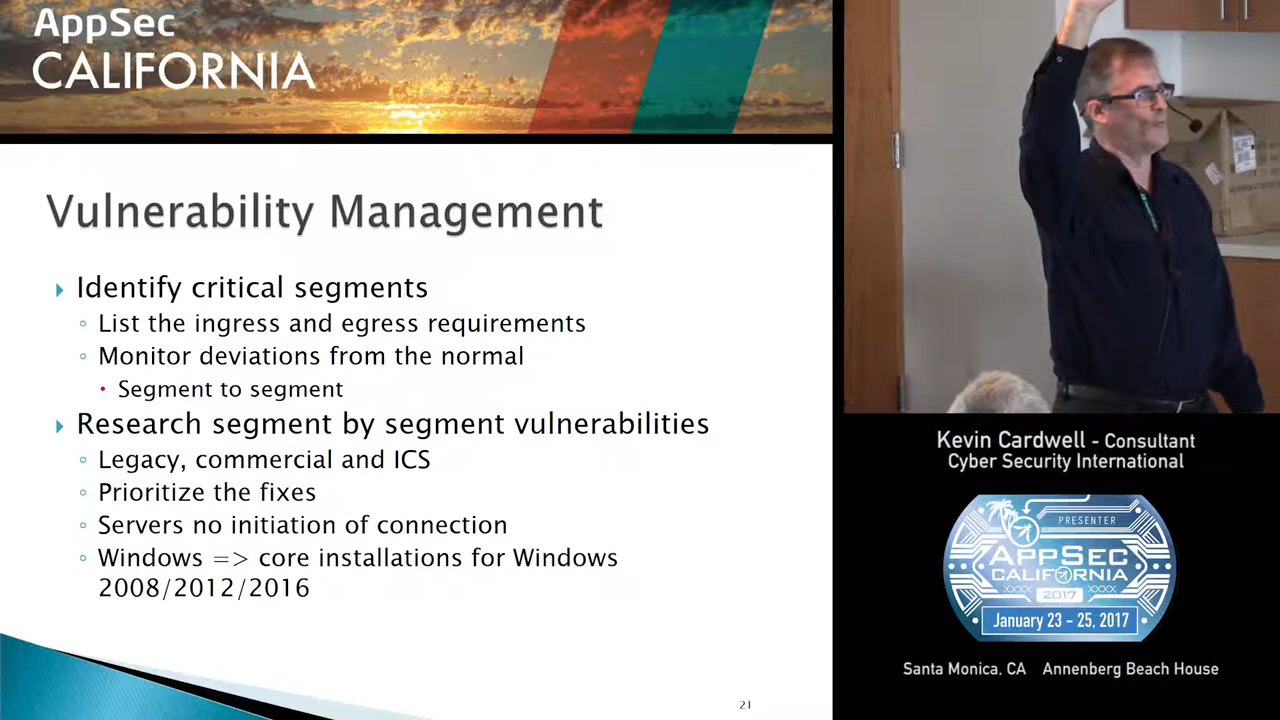 AppSec
CALIFORNIA
Vulnerability Management
Identify critical segments
List the ingress and egress requirements
Monitor deviations from the normal
Segment to segment
Research segment by segment vulnerabilities
Legacy, commercial and ICS
Prioritize the fixes
Servers no initiation of connection
Windows => core installations for Windows
2008/2012/2016
21
Kevin Cardwell - Consultant
Cyber Security International
PRESENTER
APPSEC
CALIFORNIA
2017
January 23 - 25, 2017
Santa Monica, CA Annenberg Beach House